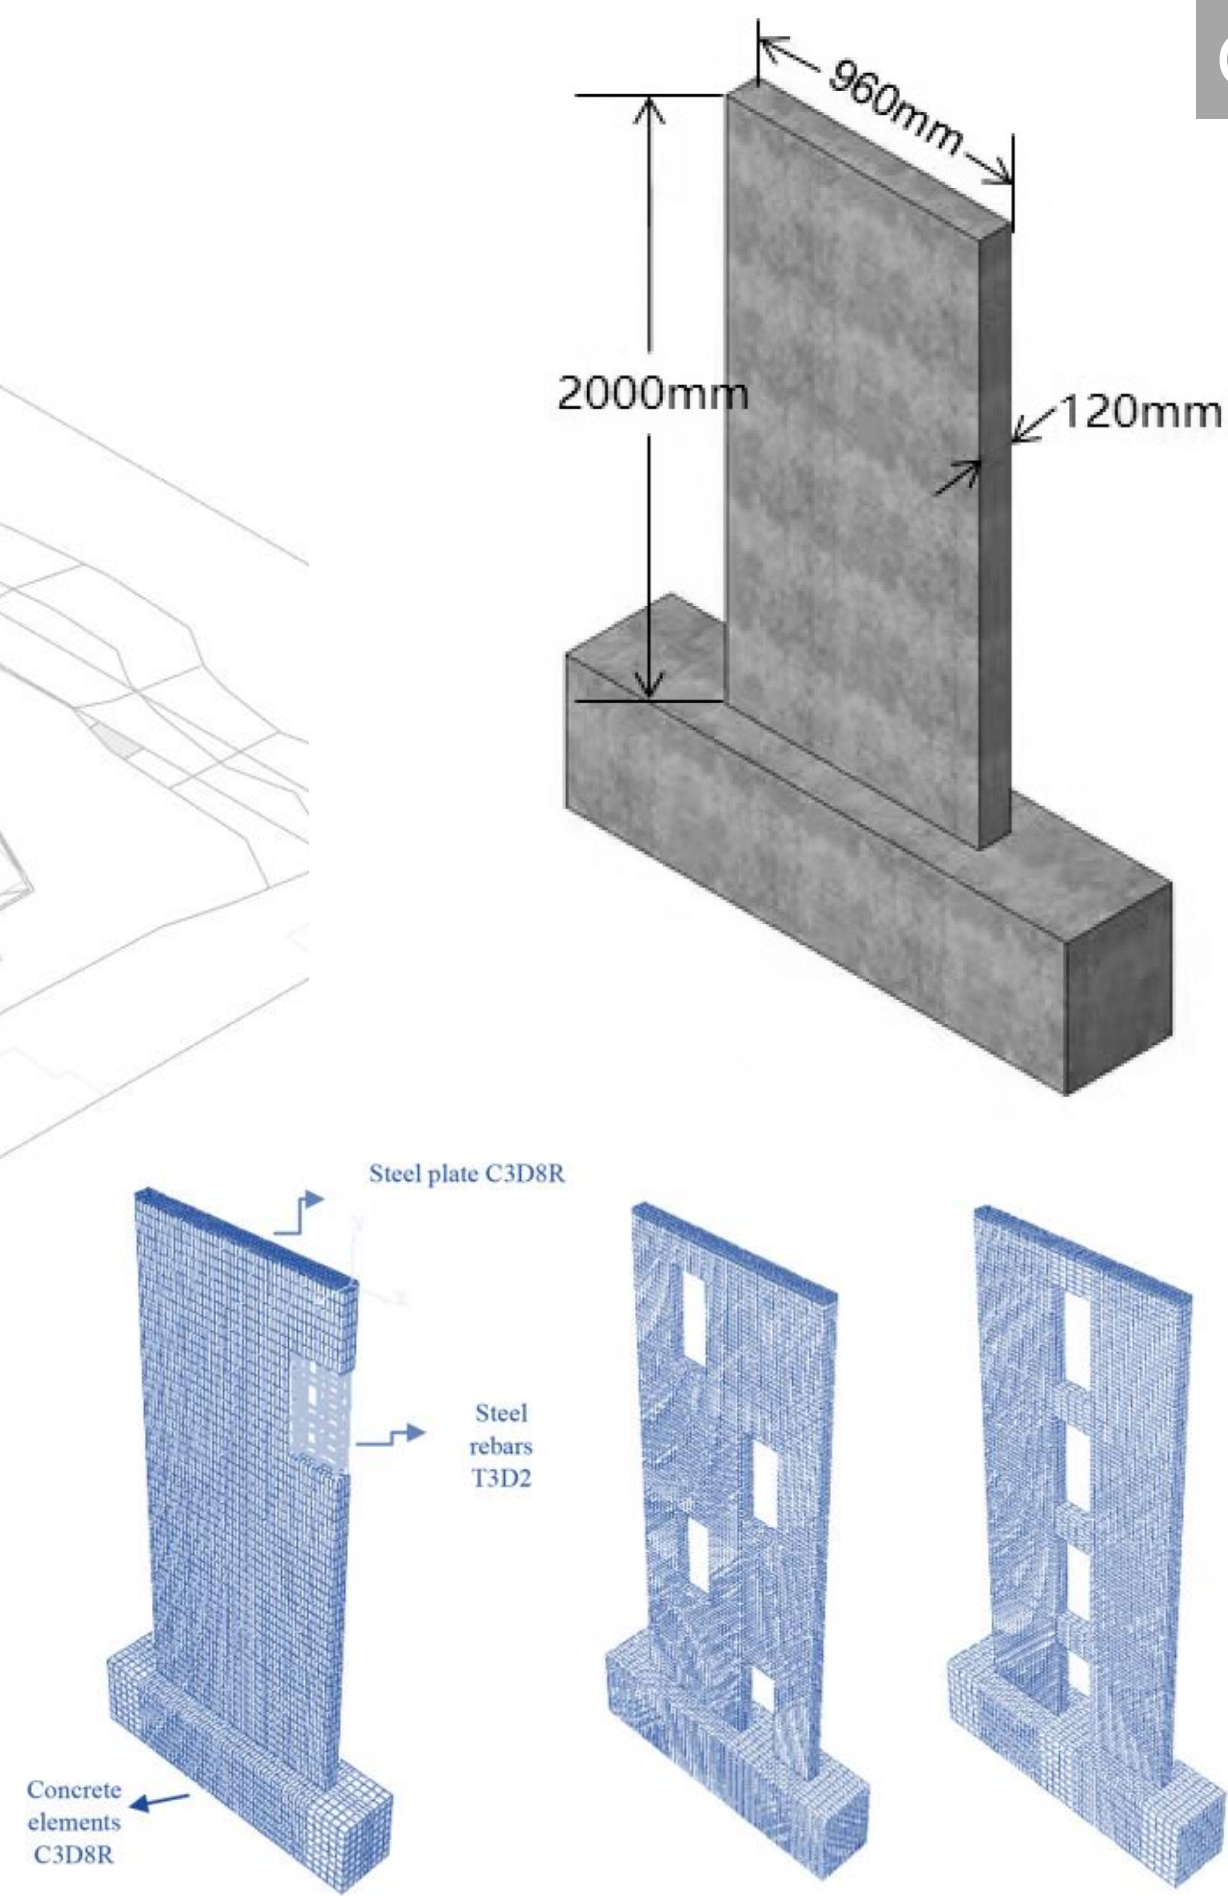 960mm
2000mm
120mm
Steel plate C3D8R
Steel
rebars
T3D2
Concrete
elements
C3D8R